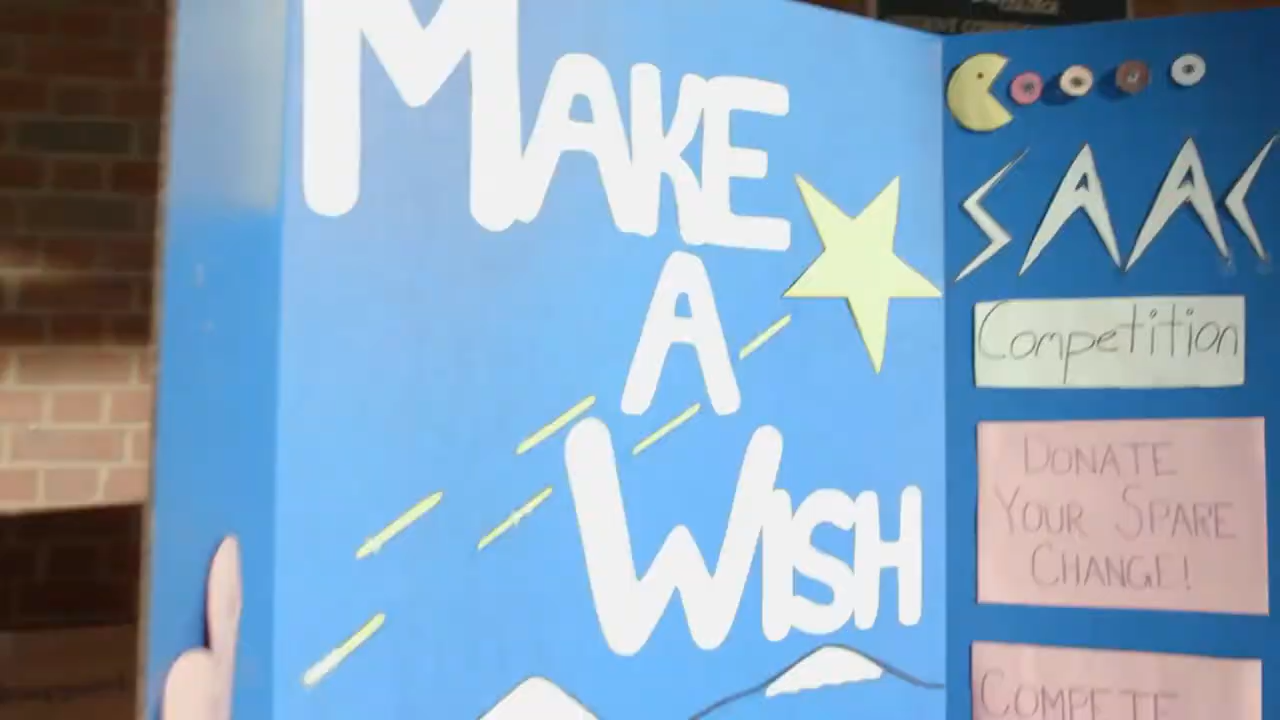 MAKE
A
WISH
SAAC
Competition
DONATE
YOUR SPARE
CHANGE!
COMPETE